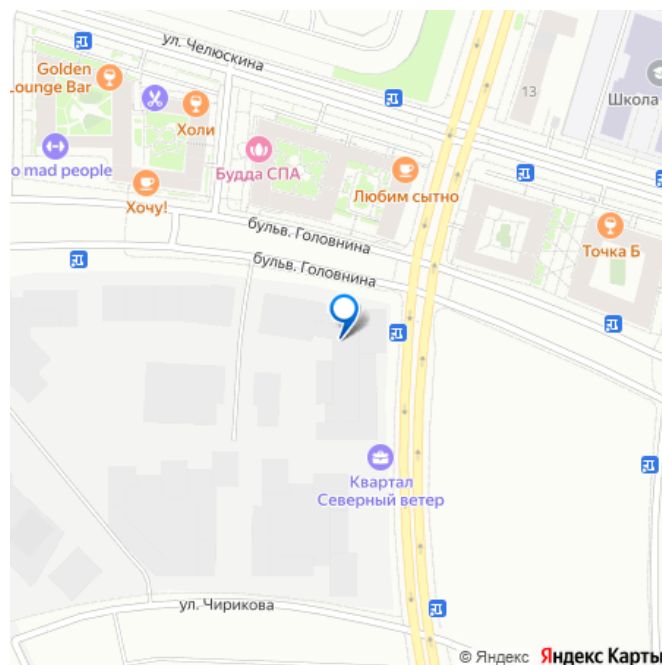 ул. Челюскина
Golden
Lounge Bar
Холи
13
Школа
o mad people
Хочу!
Будда СПА
Любим сытно
бульв. Головнина
бульв. Головнина
Точка Б
Квартал
Северный ветер
ул. Чирикова
© Яндекс Яндекс Карты